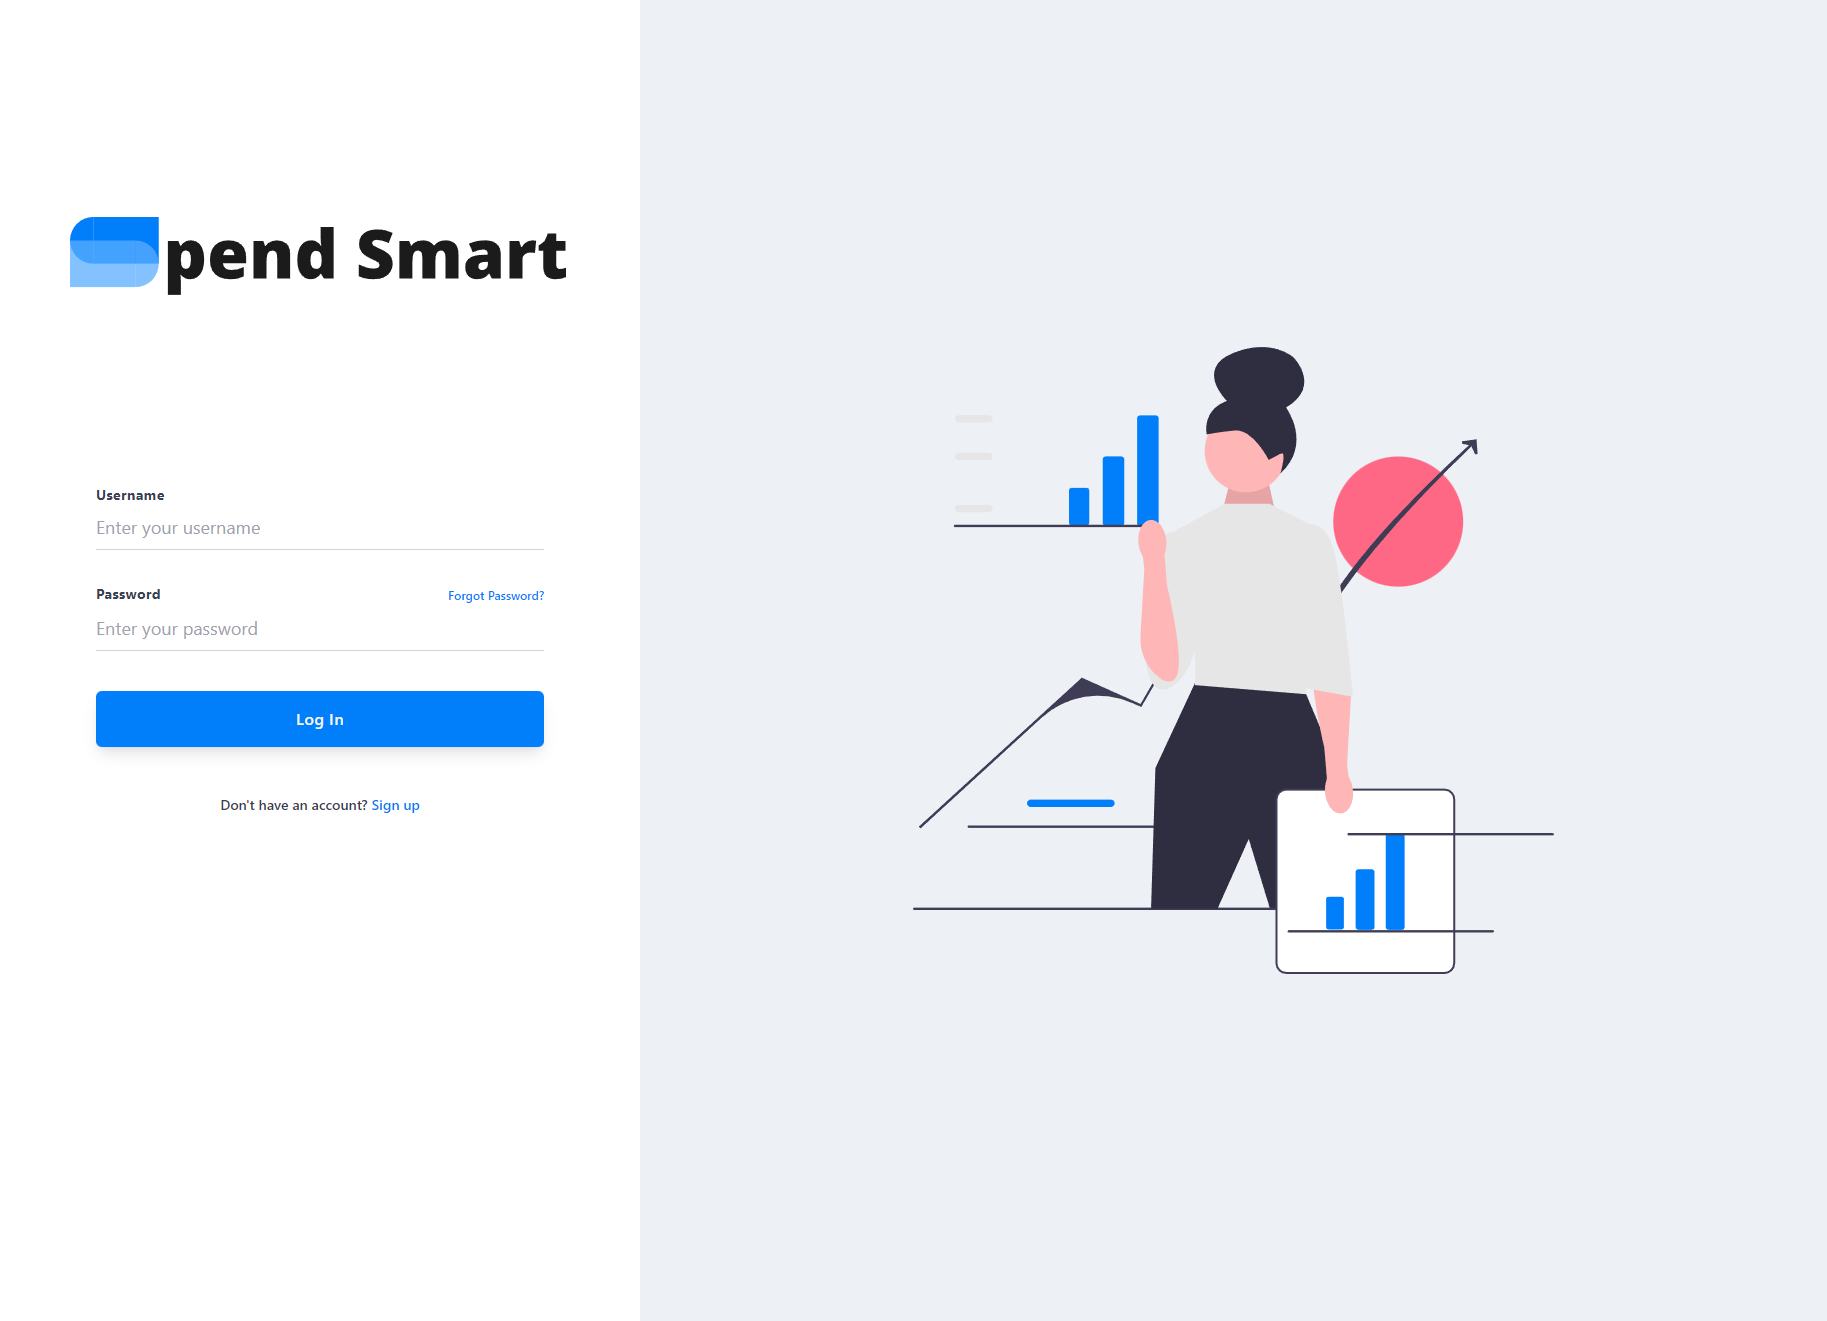 Spend Smart
Username
Enter your username
Password
Forgot Password?
Enter your password
Log In
Don't have an account? Sign up